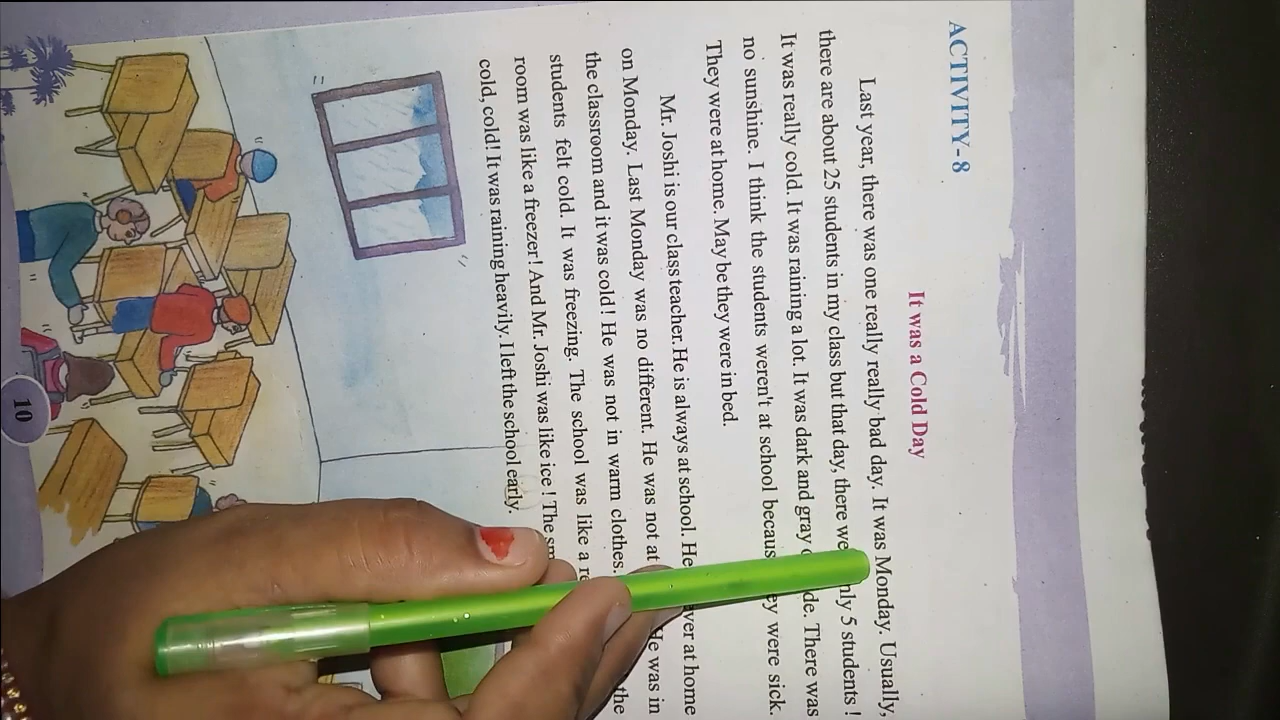 ACTIVITY-8
It was a Cold Day
Last year, there was one really really bad day. It was Monday. Usually,
there are about 25 students in my class but that day, there 5 students !
It was really cold. It was raining a lot. It was dark and gray There was
no sunshine. I think the students weren't at school were sick.
They were at home. May be they were in bed.
Mr. Joshi is our class teacher. He is always at school. He at home
on Monday. Last Monday was no different. He was not at He was in
the classroom and it was cold! He was not in warm clothes. the
students felt cold. It was freezing. The school was like a
room was like a freezer! And Mr. Joshi was like ice ! The
cold, cold! It was raining heavily. I left the school early.
10